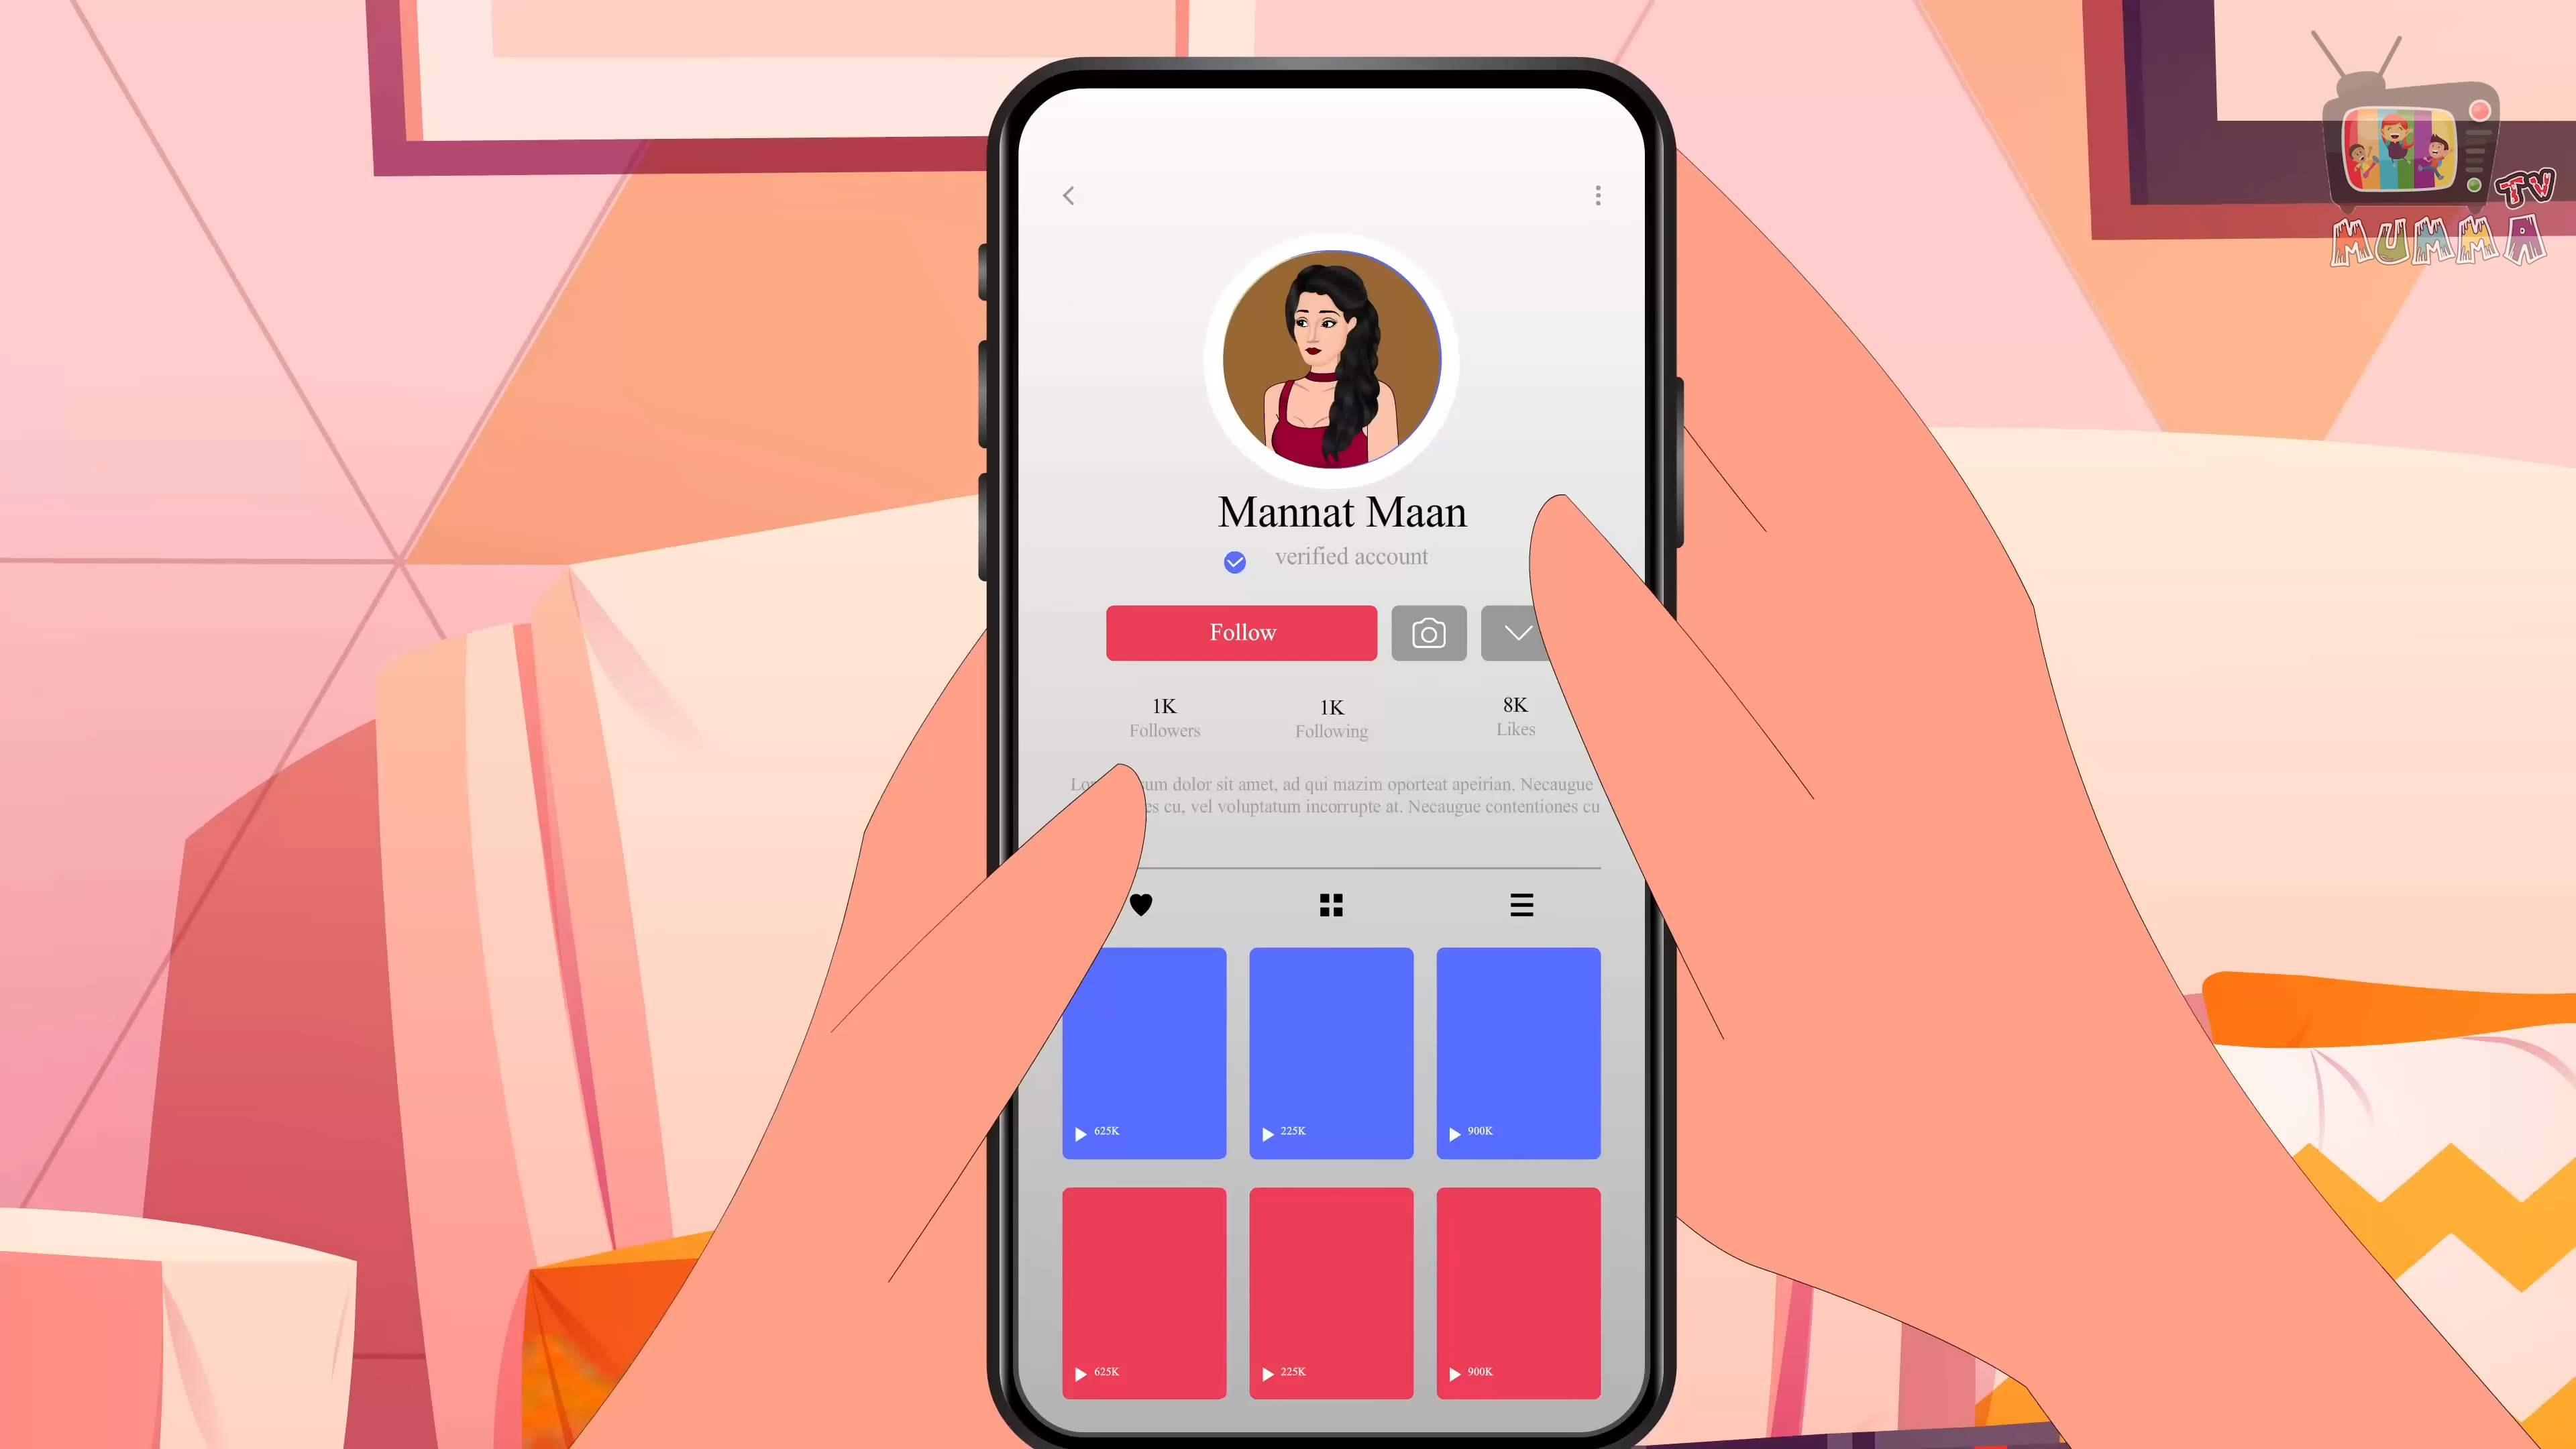 TV
MUMMA
Mannat Maan
verified account
Follow
1K
1K
8K
Followers
Following
Likes
sum dolor sit amet, ad qui mazim oporteat apeirian. Necaugue
es cu, vel voluptatum incorrupte at. Necaugue contentiones cu
625K
225K
900K
625K
225K
900K